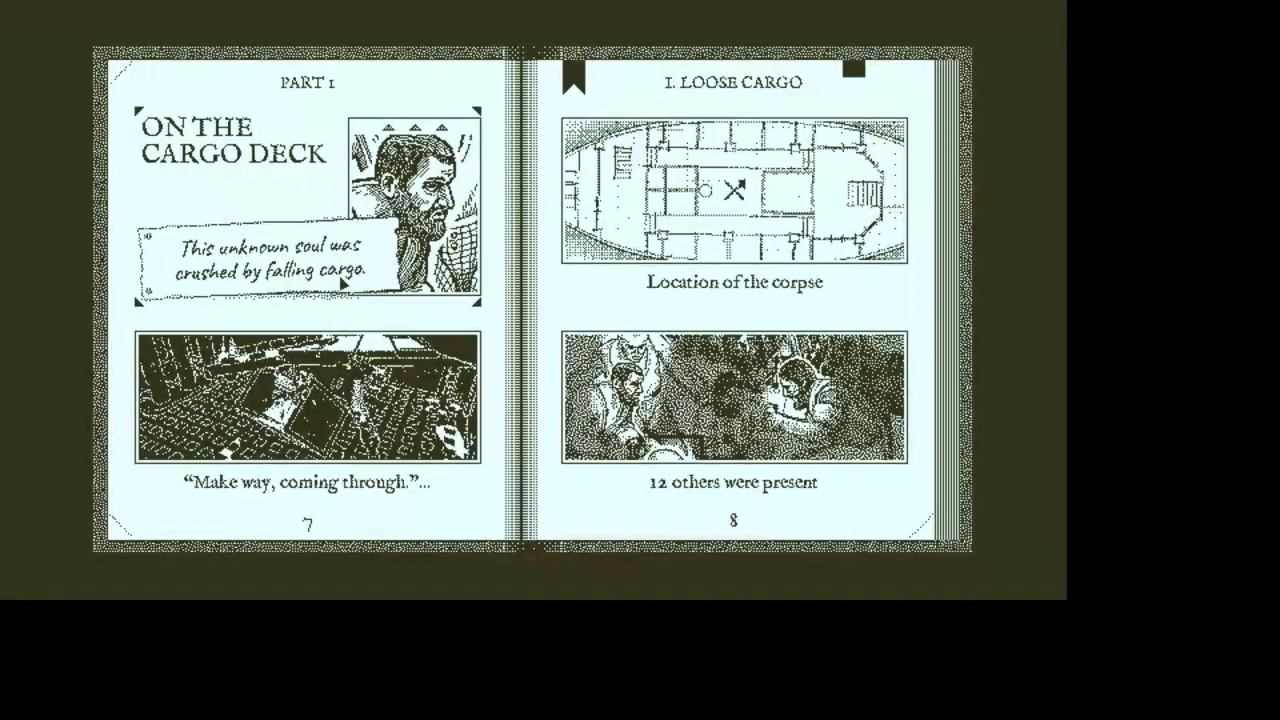 PART 1
ON THE
CARGO DECK
This unknown soul was
crushed by falling cargo.
“Make way, coming through.”...
7
I. LOOSE CARGO
Location of the corpse
12 others were present
8